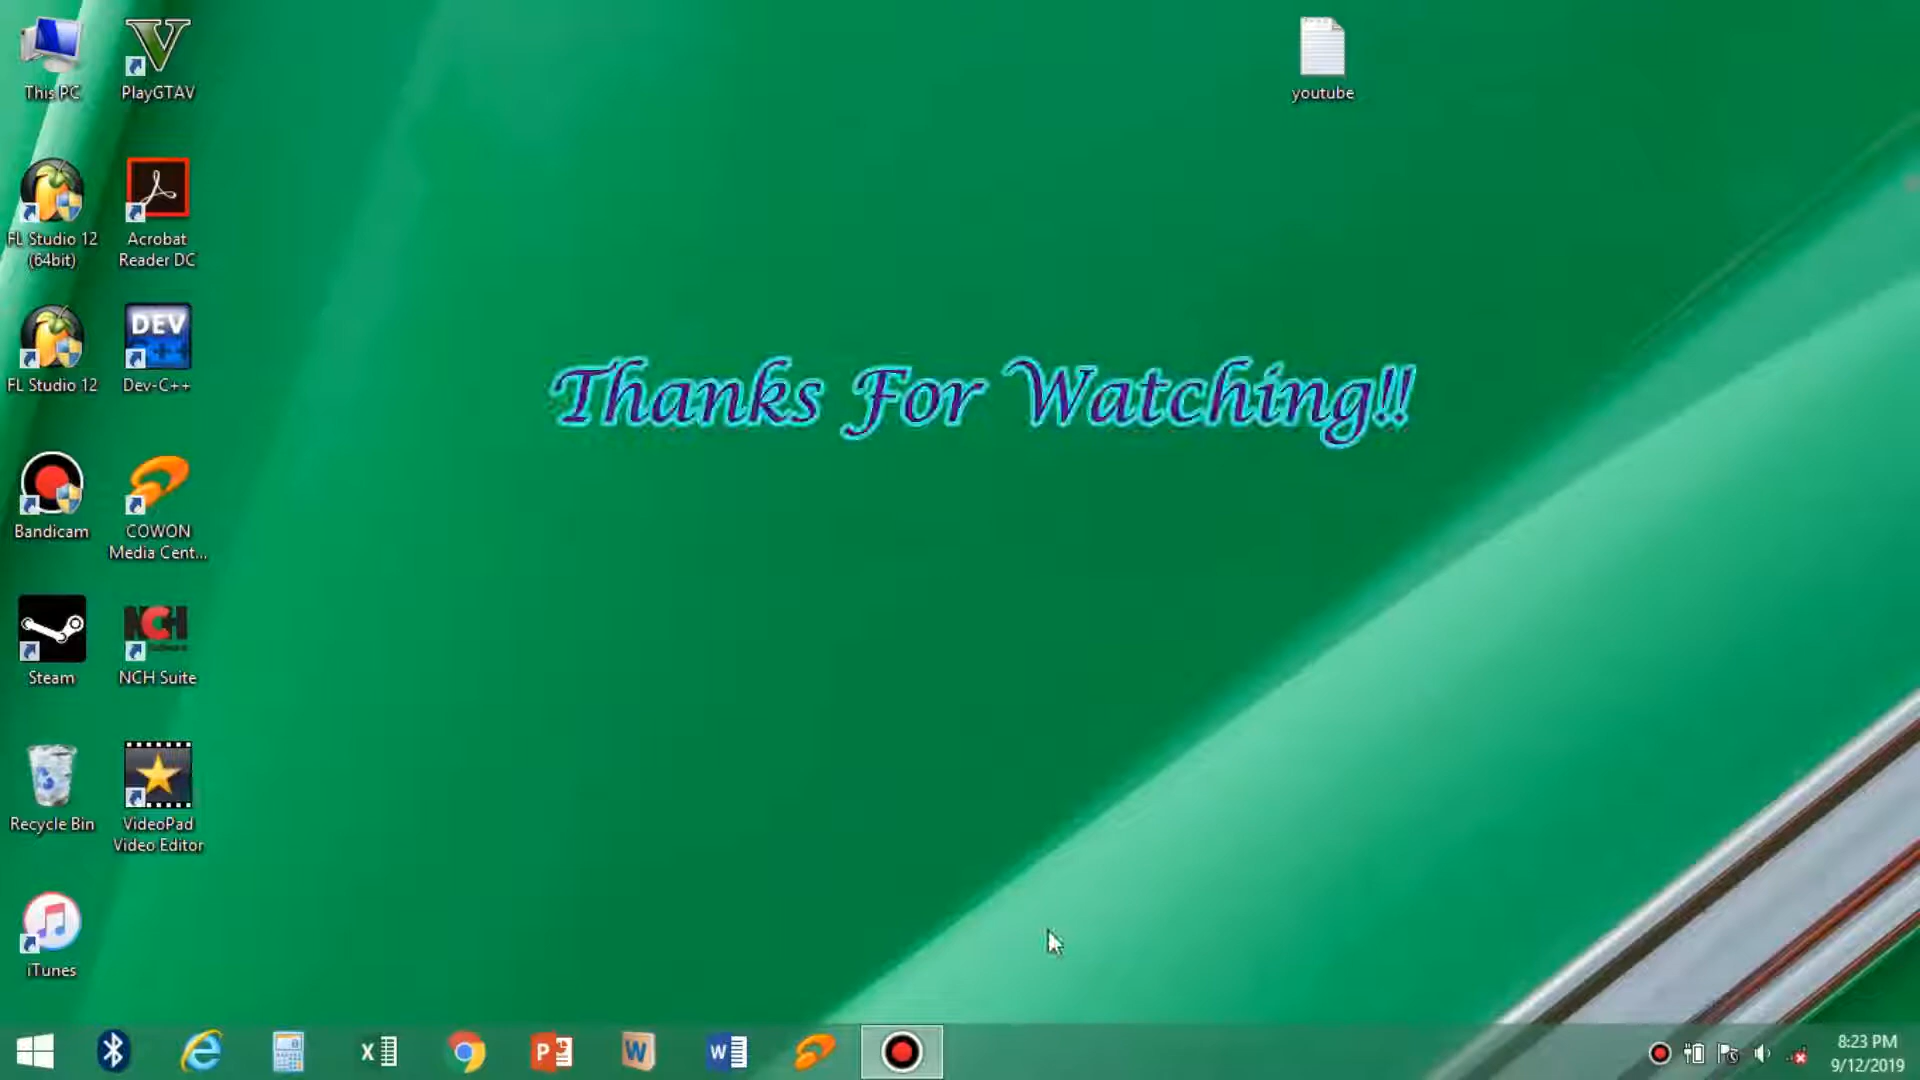 This PC
PlayGTAV
youtube
FL Studio 12
(64bit)
Acrobat
Reader DC
FL Studio 12
DEV
C++
Dev-C++
Thanks For Watching!!
Bandicam
COWON
Media Cent...
Steam
NCH
NCH Suite
Recycle Bin
VideoPad
Video Editor
iTunes
8:23 PM
9/12/2019